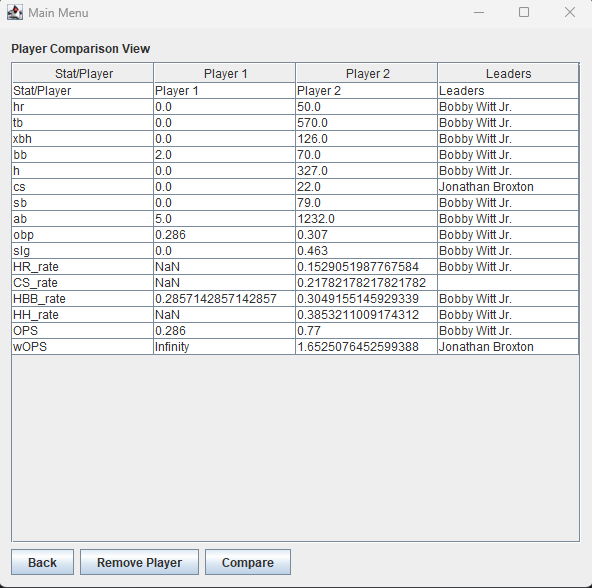 Main Menu
Player Comparison View
Stat/Player Player 1 Player 2 Leaders
Stat/Player Player 1 Player 2 Leaders
hr 0.0 50.0 Bobby Witt Jr.
tb 0.0 570.0 Bobby Witt Jr.
xbh 0.0 126.0 Bobby Witt Jr.
bb 2.0 70.0 Bobby Witt Jr.
h 0.0 327.0 Bobby Witt Jr.
cs 0.0 22.0 Jonathan Broxton
sb 0.0 79.0 Bobby Witt Jr.
ab 5.0 1232.0 Bobby Witt Jr.
obp 0.286 0.307 Bobby Witt Jr.
slg 0.0 0.463 Bobby Witt Jr.
HR_rate NaN 0.1529051987767584 Bobby Witt Jr.
CS_rate NaN 0.21782178217821782
HBB_rate 0.2857142857142857 0.3049155145929339 Bobby Witt Jr.
HH_rate NaN 0.3853211009174312 Bobby Witt Jr.
OPS 0.286 0.77 Bobby Witt Jr.
wOPS Infinity 1.6525076452599388 Jonathan Broxton
Back Remove Player Compare